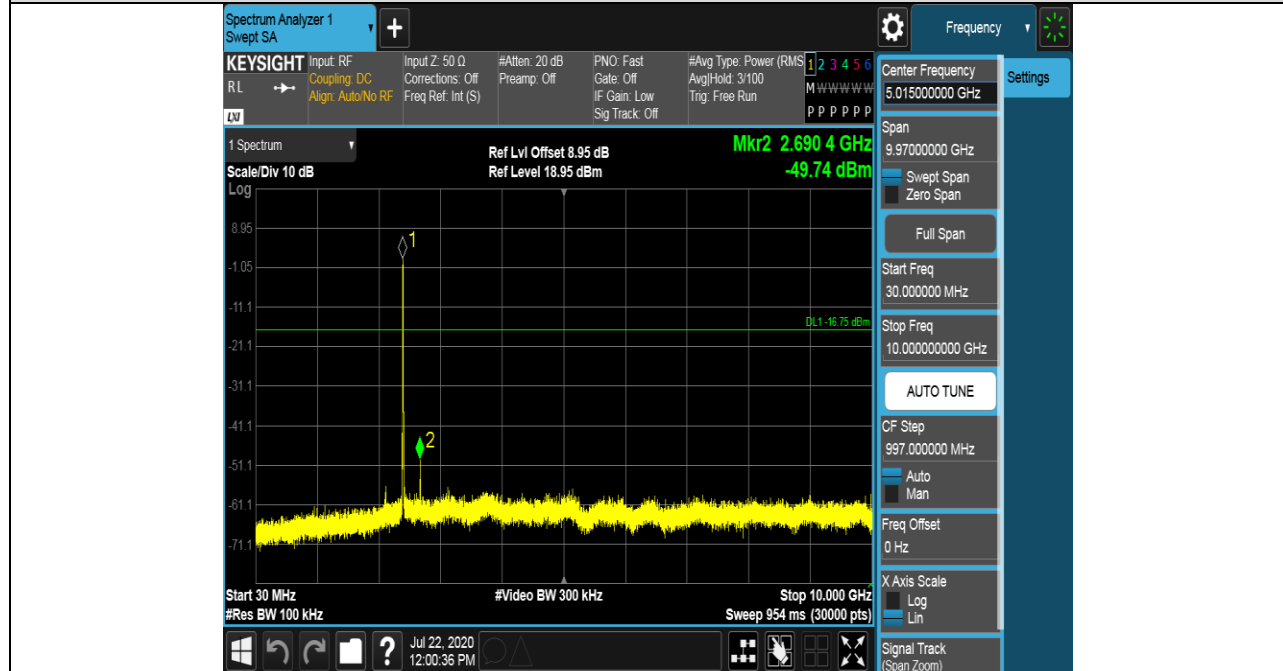 Spectrum Analyzer 1
Swept SA
+
Frequency
KEYSIGHT
RL
LXI
Input: RF
Coupling: DC
Align: Auto/No RF
Input Z: 50 Ω
Corrections: Off
Freq Ref: Int (S)
#Atten: 20 dB
Preamp: Off
PNO: Fast
Gate: Off
IF Gain: Low
Sig Track: Off
#Avg Type: Power (RMS
Avg|Hold: 3/100
Trig: Free Run
1 2 3 4 5 6
M W W W W W
P P P P P P
1 Spectrum
Scale/Div 10 dB
Log
Ref Lvl Offset 8.95 dB
Ref Level 18.95 dBm
Mkr2 2.690 4 GHz
-49.74 dBm
8.95
-1.05
-11.1
-21.1
-31.1
-41.1
-51.1
-61.1
-71.1
1
2
DL1 -16.75 dBm
Start 30 MHz
#Res BW 100 kHz
#Video BW 300 kHz
Stop 10.000 GHz
Sweep 954 ms (30000 pts)
?
Jul 22, 2020
12:00:36 PM
Center Frequency
5.015000000 GHz
Settings
Span
9.97000000 GHz
Swept Span
Zero Span
Full Span
Start Freq
30.000000 MHz
Stop Freq
10.000000000 GHz
AUTO TUNE
CF Step
997.000000 MHz
Auto
Man
Freq Offset
0 Hz
X Axis Scale
Log
Lin
Signal Track
(Span Zoom)